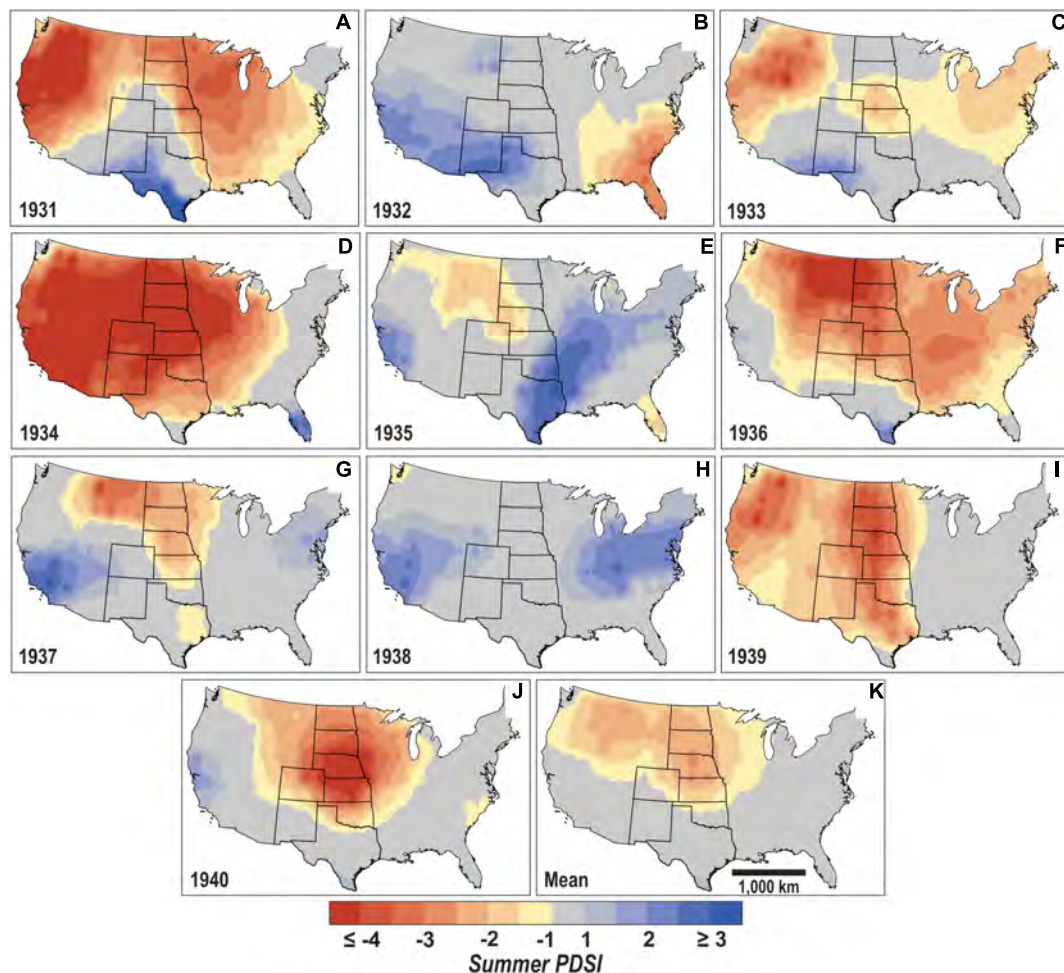 A
1931
B
1932
C
1933
D
1934
E
1935
F
1936
G
1937
H
1938
I
1939
J
1940
K
Mean
1,000 km
≤ -4 -3 -2 -1 1 2 ≥ 3
Summer PDSI